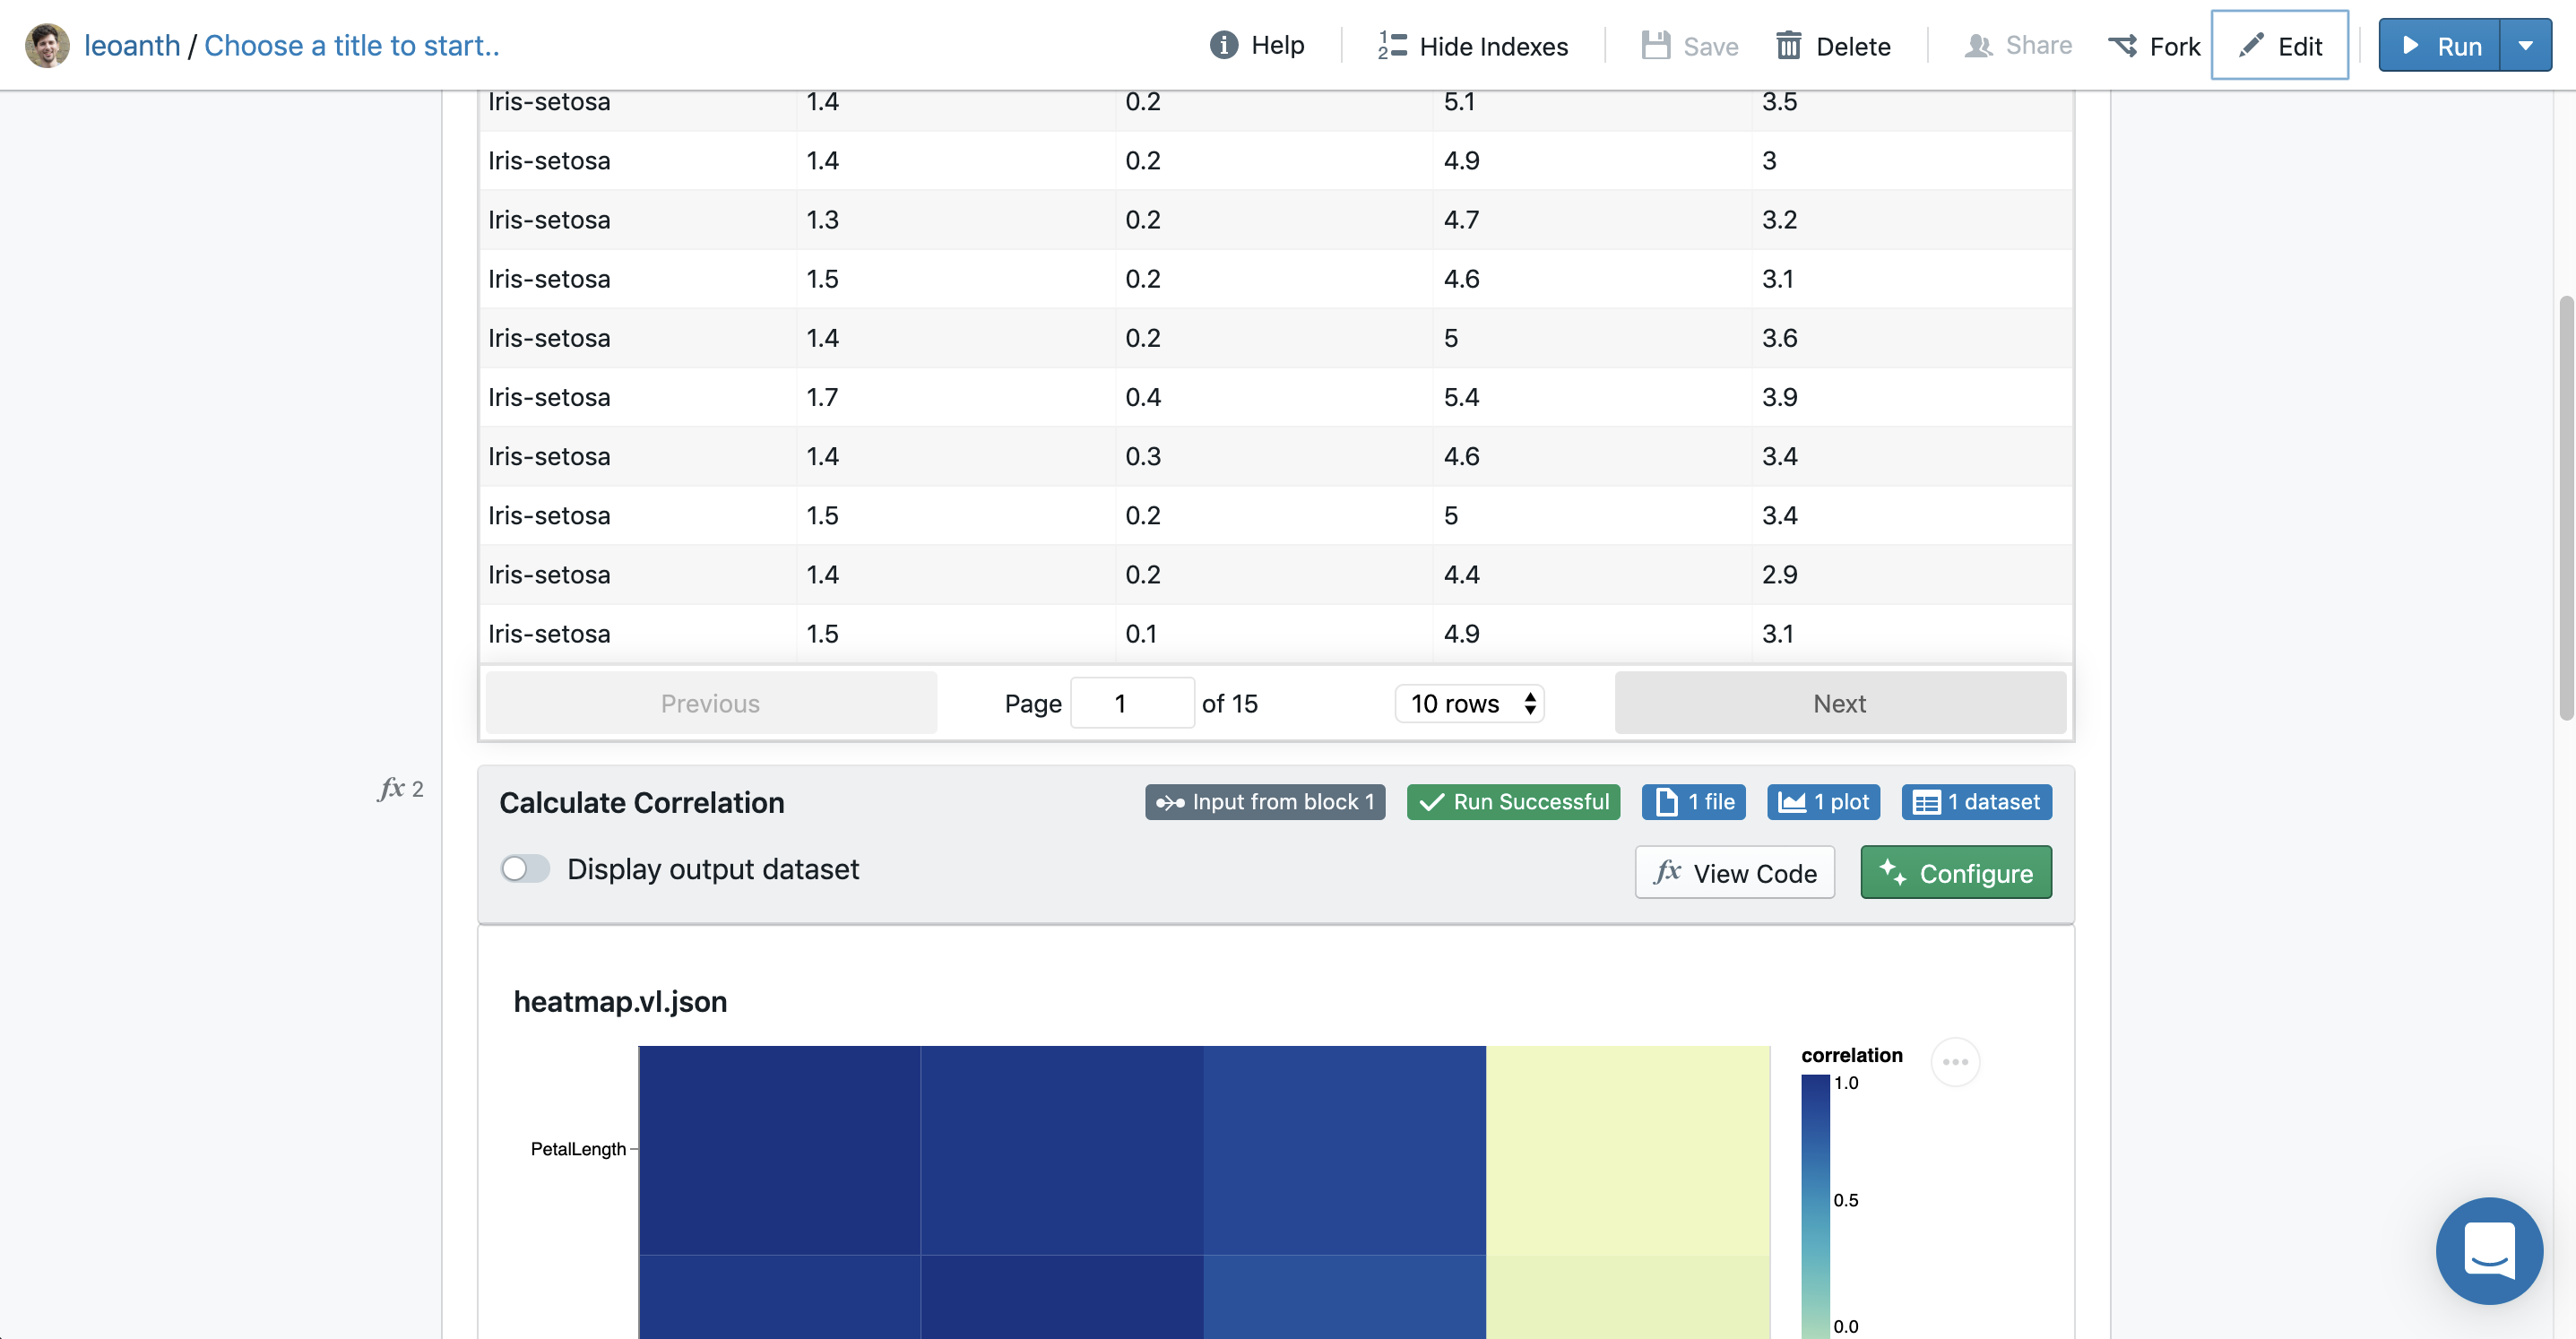 leoanth / Choose a title to start.. Help Hide Indexes Save Delete Share Fork Edit Run
Iris-setosa 1.4 0.2 5.1 3.5
Iris-setosa 1.4 0.2 4.9 3
Iris-setosa 1.3 0.2 4.7 3.2
Iris-setosa 1.5 0.2 4.6 3.1
Iris-setosa 1.4 0.2 5 3.6
Iris-setosa 1.7 0.4 5.4 3.9
Iris-setosa 1.4 0.3 4.6 3.4
Iris-setosa 1.5 0.2 5 3.4
Iris-setosa 1.4 0.2 4.4 2.9
Iris-setosa 1.5 0.1 4.9 3.1
Previous Page 1 of 15 10 rows Next
fx 2
Calculate Correlation Input from block 1 Run Successful 1 file 1 plot 1 dataset
Display output dataset fx View Code Configure
heatmap.vl.json
correlation
1.0
PetalLength
0.5
0.0